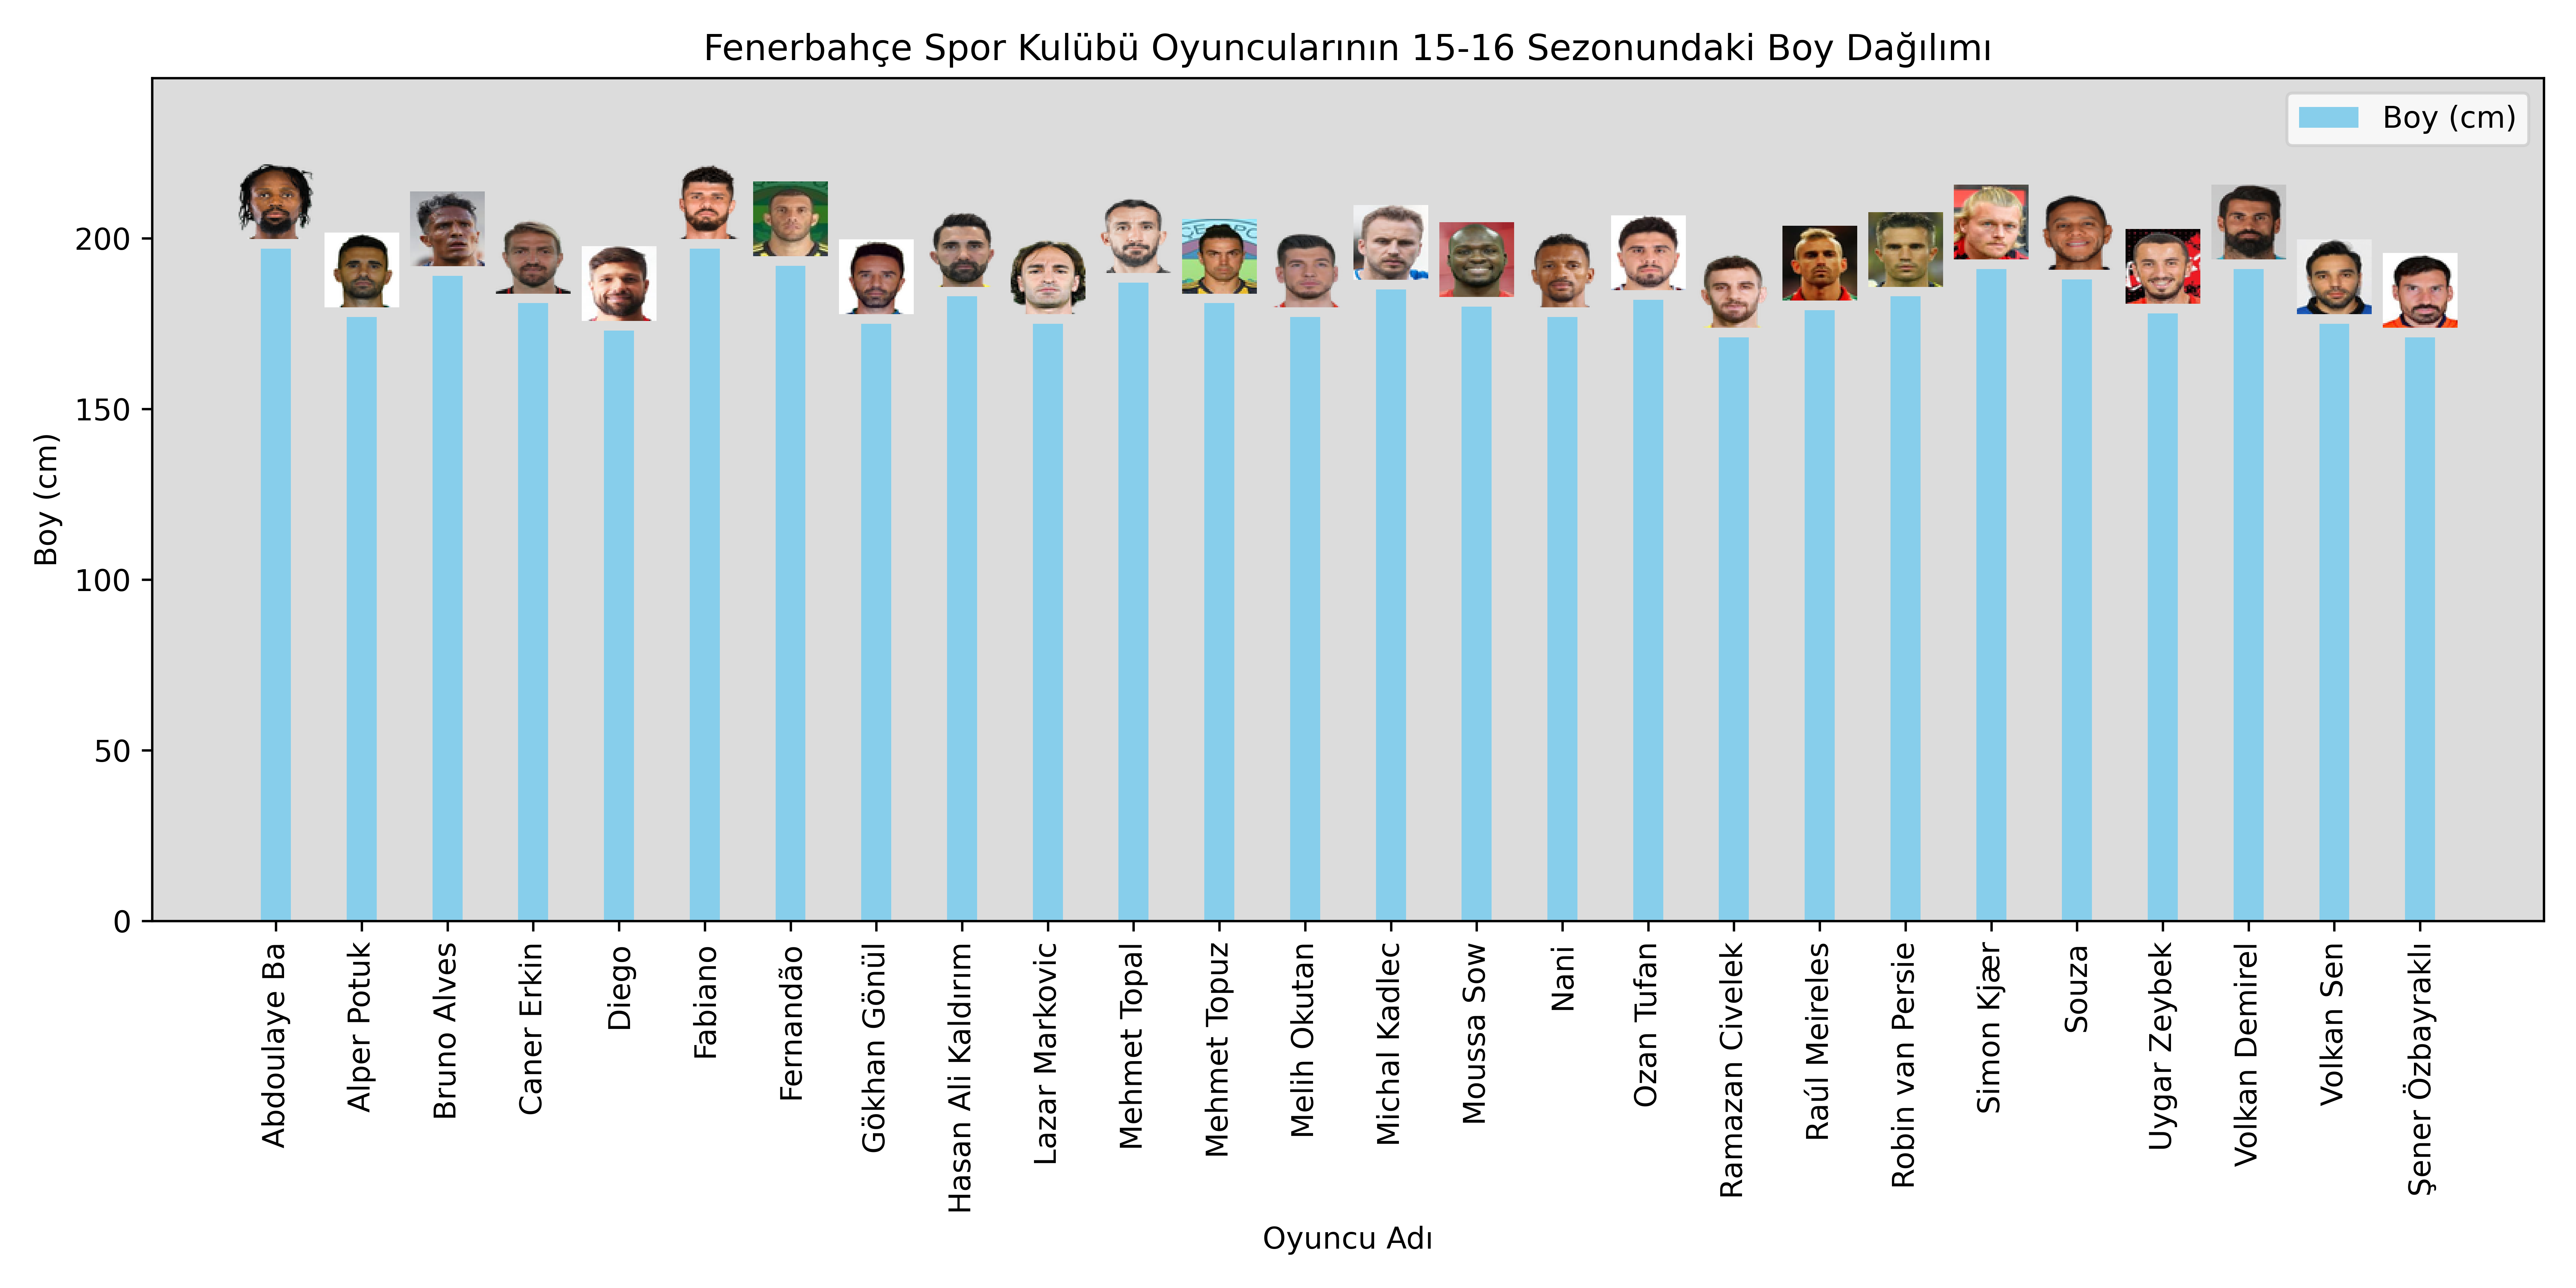 Fenerbahçe Spor Kulübü Oyuncularının 15-16 Sezonundaki Boy Dağılımı
Boy (cm)
Boy (cm)
200
150
100
50
0
Abdoulaye Ba
Alper Potuk
Bruno Alves
Caner Erkin
Diego
Fabiano
Fernandão
Gökhan Gönül
Hasan Ali Kaldırım
Lazar Markovic
Mehmet Topal
Mehmet Topuz
Melih Okutan
Michal Kadlec
Moussa Sow
Nani
Ozan Tufan
Ramazan Civelek
Raúl Meireles
Robin van Persie
Simon Kjær
Souza
Uygar Zeybek
Volkan Demirel
Volkan Sen
Şener Özbayraklı
Oyuncu Adı